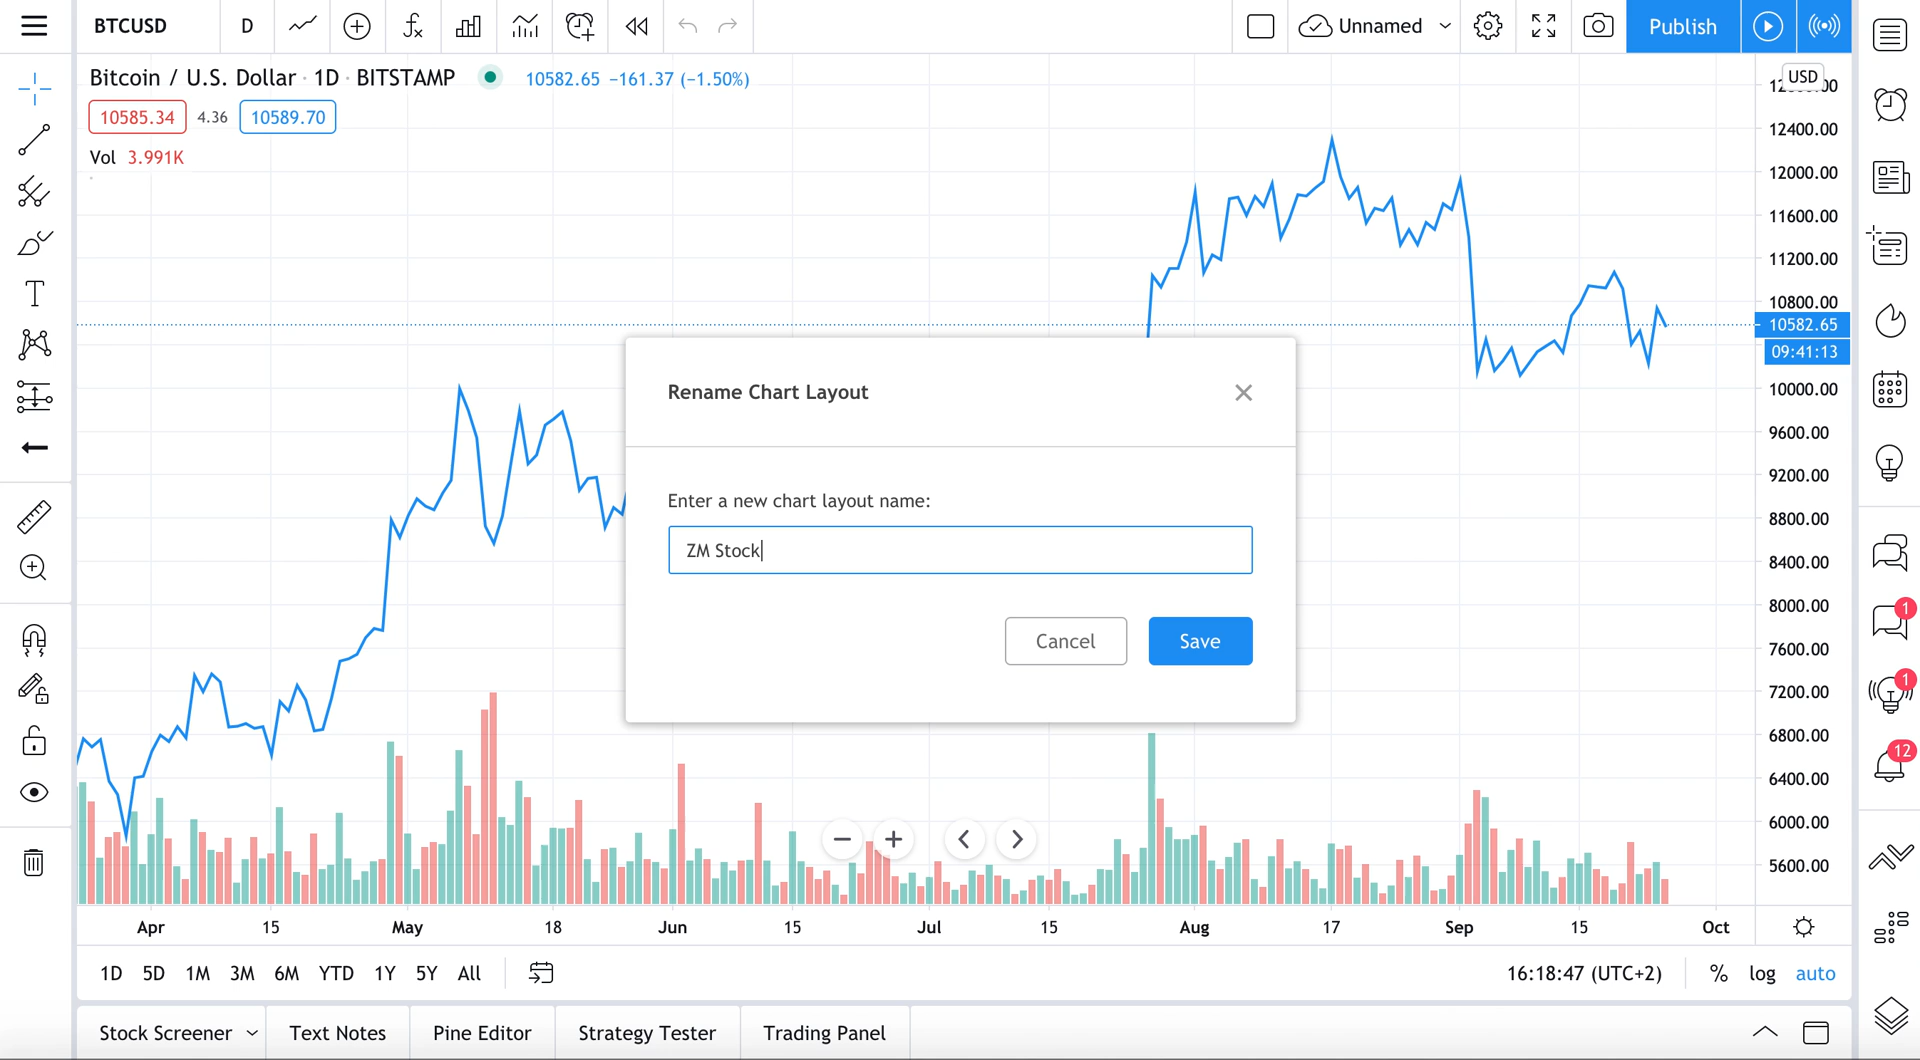 BTCUSD D Unnamed Publish
Bitcoin / U.S. Dollar · 1D · BITSTAMP 10582.65 −161.37 (−1.50%)
10585.34 4.36 10589.70
Vol 3.991K
USD
12400.00
12000.00
11600.00
11200.00
10800.00
10582.65
09:41:13
10000.00
9600.00
9200.00
8800.00
8400.00
8000.00
7600.00
7200.00
6800.00
6400.00
6000.00
5600.00
Rename Chart Layout
Enter a new chart layout name:
ZM Stock
Cancel Save
1
1
12
Apr 15 May 18 Jun 15 Jul 15 Aug 17 Sep 15 Oct
1D 5D 1M 3M 6M YTD 1Y 5Y All 16:18:47 (UTC+2) % log auto
Stock Screener Text Notes Pine Editor Strategy Tester Trading Panel